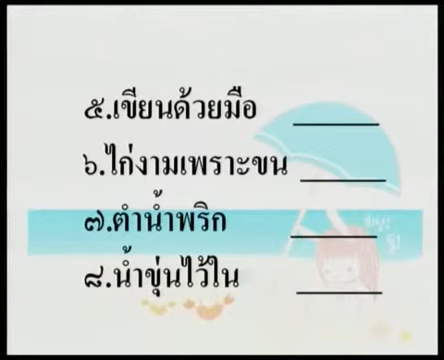 ๕.เขียนด้วยมือ
๖.ไก่งามเพราะขน
๗.ตำน้ำพริก
๘.น้ำขุ่นไว้ใน